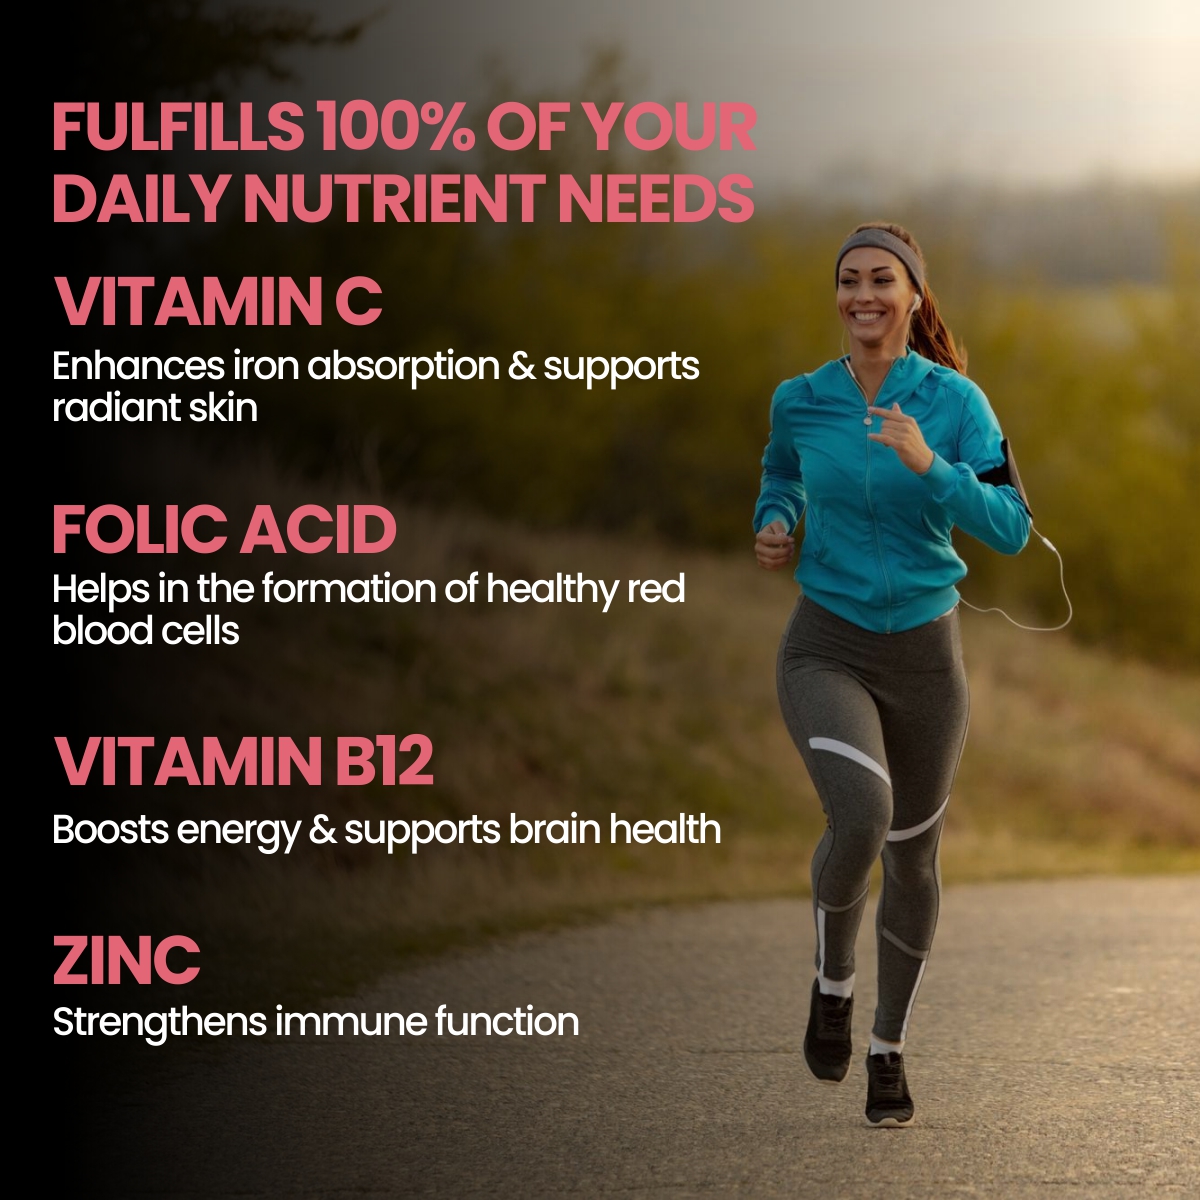 FULFILLS 100% OF YOUR
DAILY NUTRIENT NEEDS
VITAMIN C
Enhances iron absorption & supports
radiant skin
FOLIC ACID
Helps in the formation of healthy red
blood cells
VITAMIN B12
Boosts energy & supports brain health
ZINC
Strengthens immune function